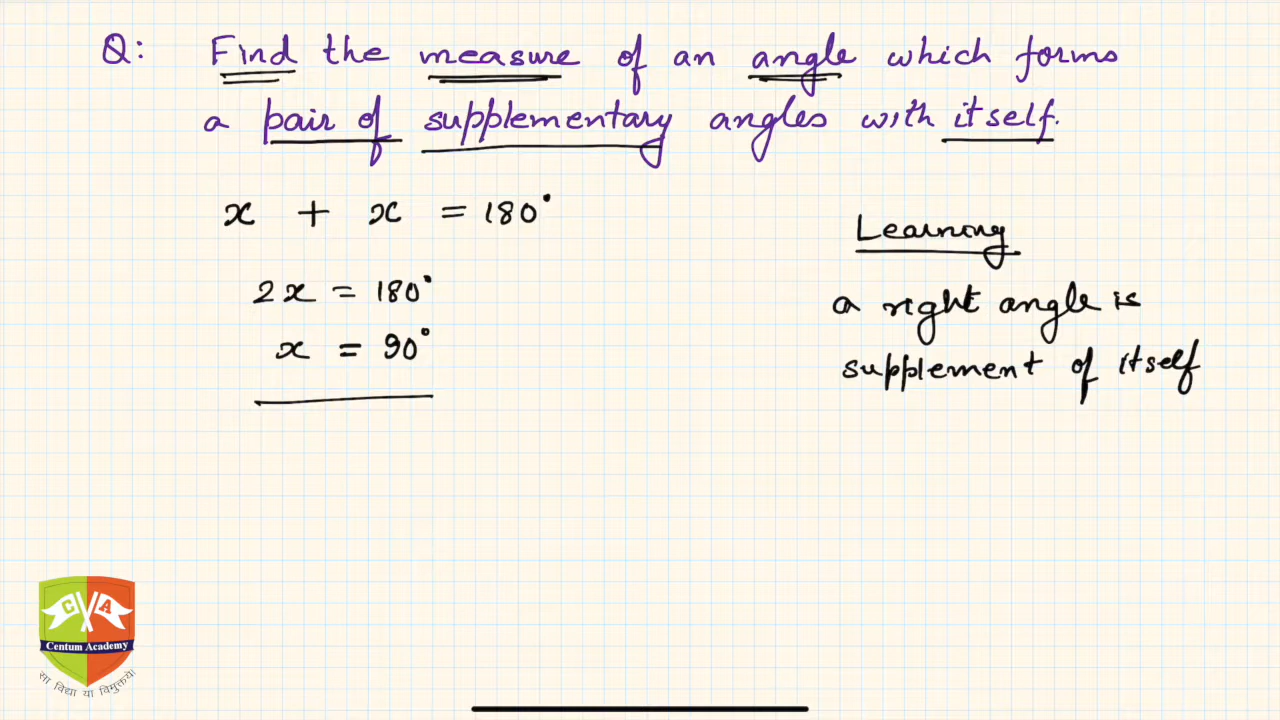 Q: Find the measure of an angle which forms
a pair of supplementary angles with itself.
x + x = 180°
2x = 180°
x = 90°
Learning
a right angle is
supplement of itself
C A
Centum Academy
सा विद्या या विमुक्तये।